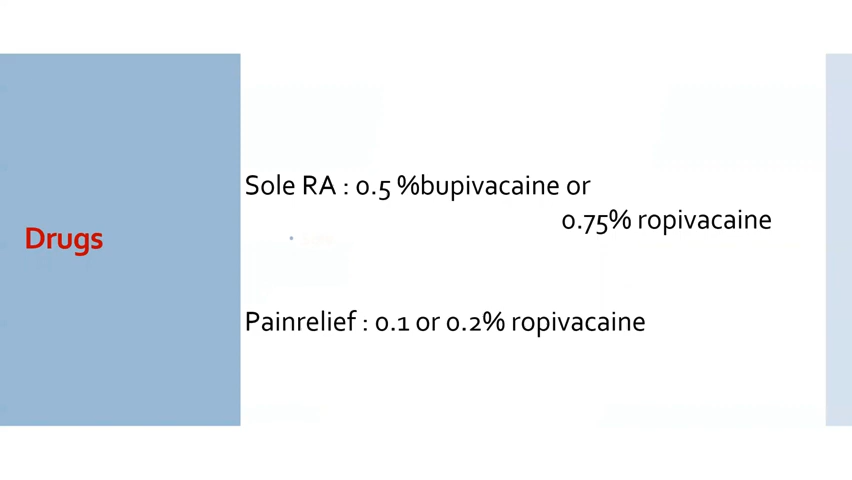 Drugs
Sole RA : 0.5 %bupivacaine or
0.75% ropivacaine
Painrelief : 0.1 or 0.2% ropivacaine